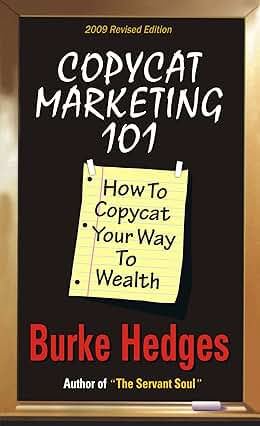 2009 Revised Edition
COPYCAT
MARKETING
101
How To
Copycat
Your Way
To
Wealth
Burke Hedges
Author of "The Servant Soul"